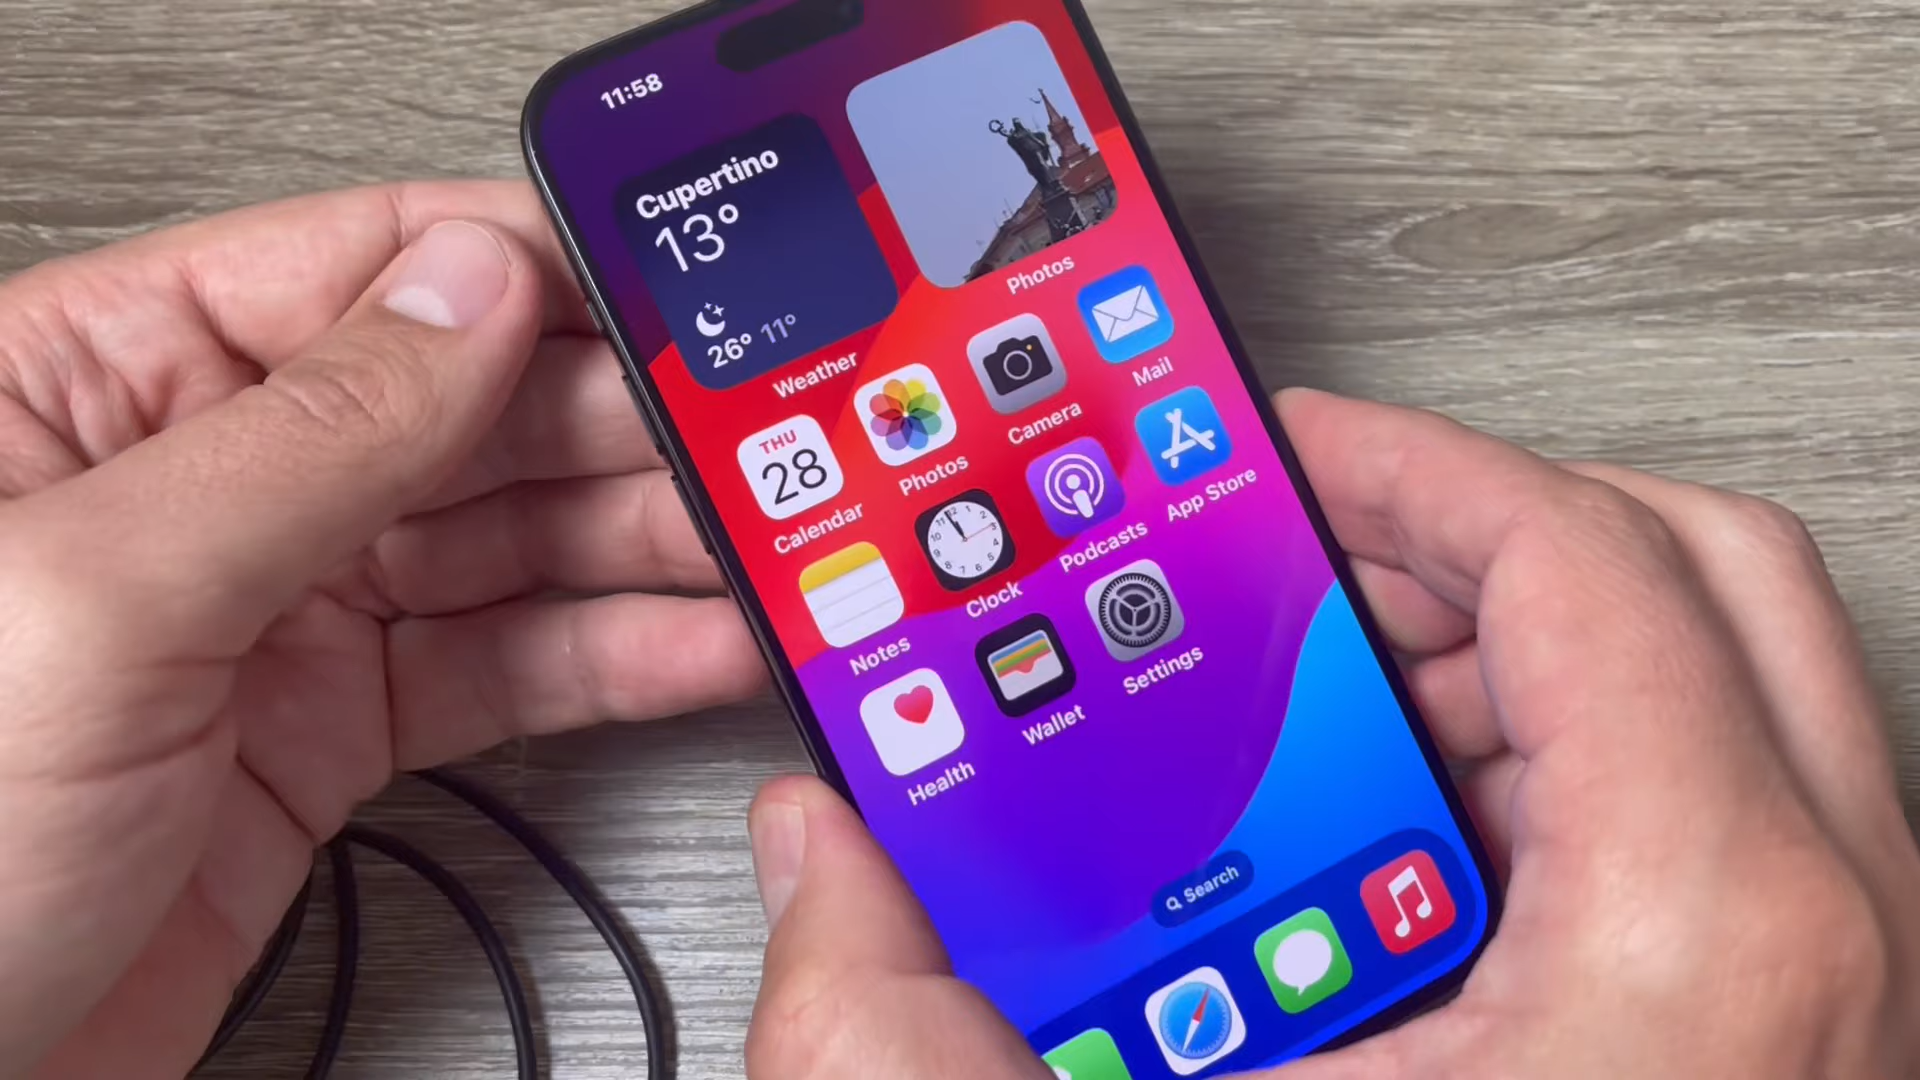 11:58
Cupertino
13°
26° 11°
Weather
Photos
THU
28
Calendar
Photos
Camera
Mail
Notes
Clock
Podcasts
App Store
Health
Wallet
Settings
Search